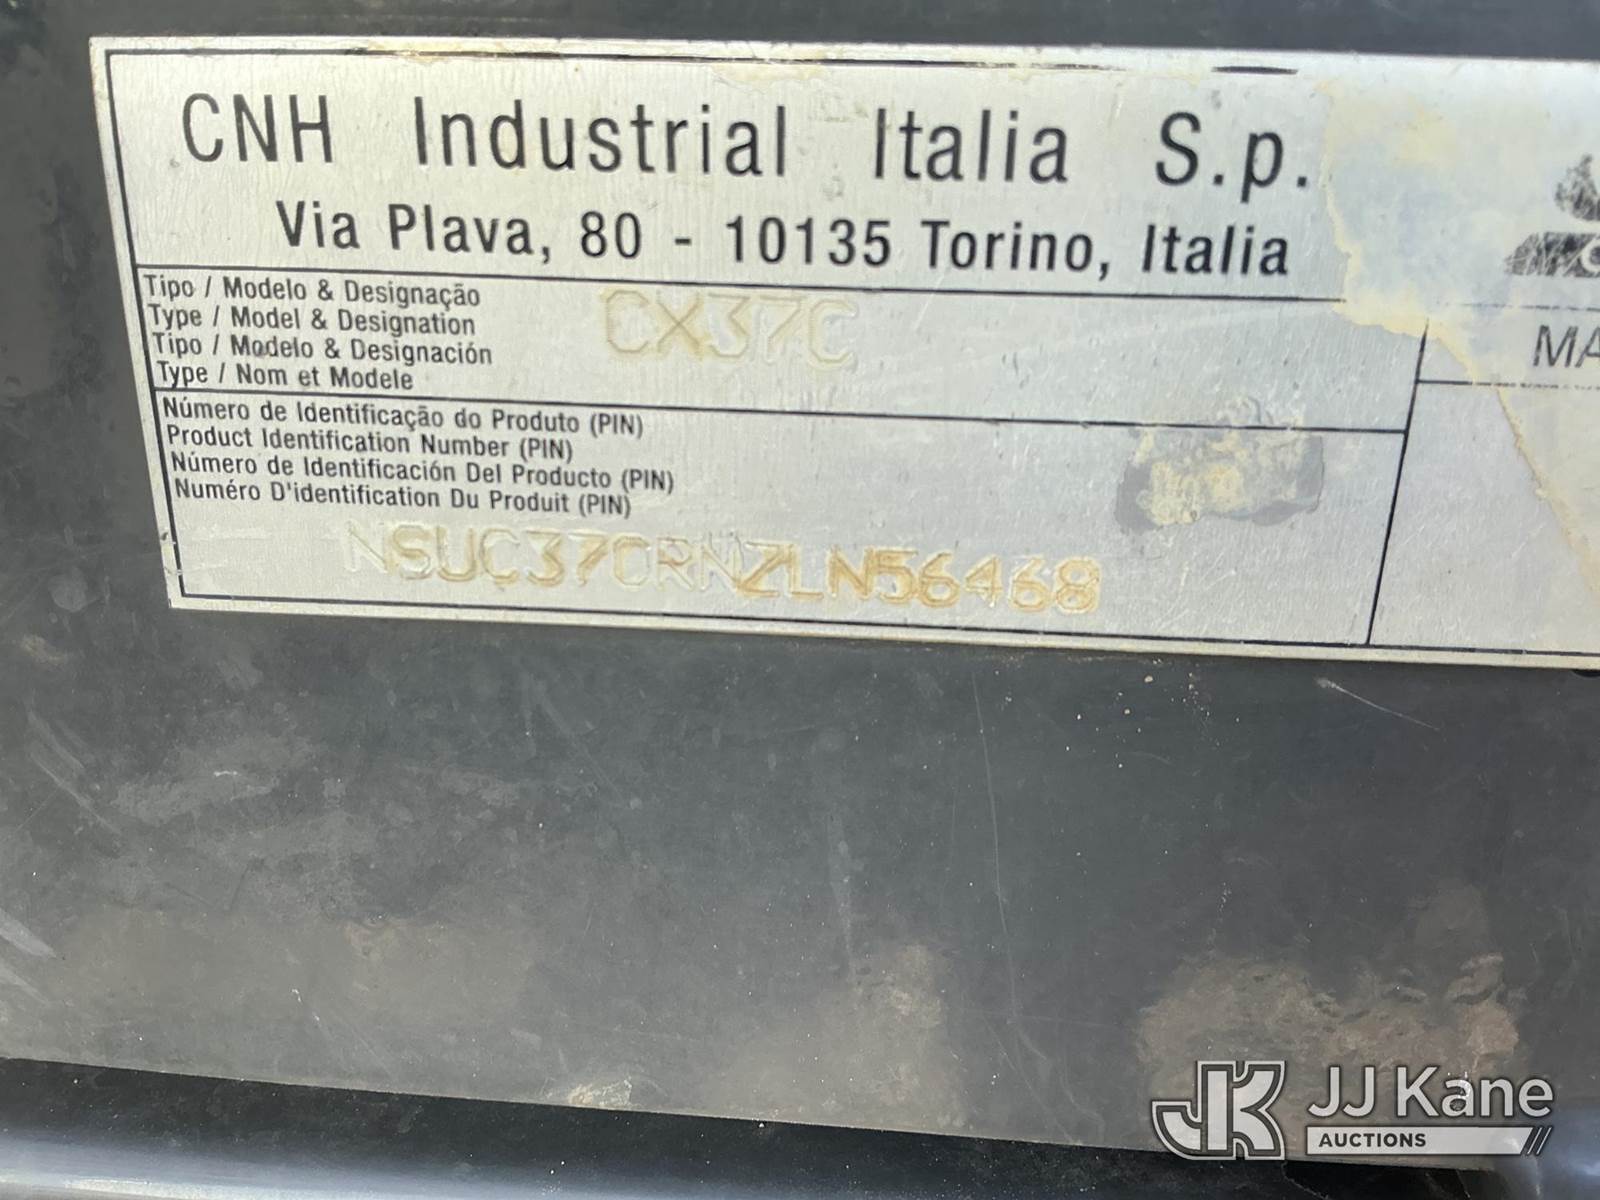 CNH Industrial Italia S.p.
Via Plava, 80 - 10135 Torino, Italia
Tipo / Modelo & Designação
Type / Model & Designation
Tipo / Modelo & Designación
Type / Nom et Modele
CX37C
Número de Identificação do Produto (PIN)
Product Identification Number (PIN)
Número de Identificación Del Producto (PIN)
Numéro D'identification Du Produit (PIN)
NSUC37CRNZLN56468
MA
JK JJ Kane
AUCTIONS